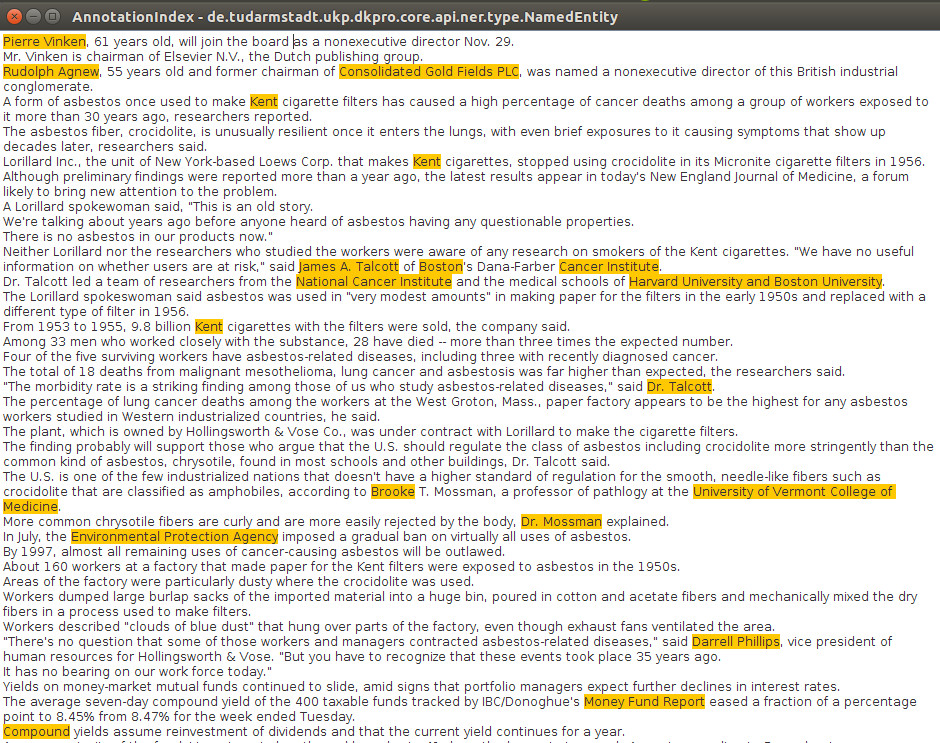 AnnotationIndex - de.tudarmstadt.ukp.dkpro.core.api.ner.type.NamedEntity
Pierre Vinken, 61 years old, will join the board as a nonexecutive director Nov. 29.
Mr. Vinken is chairman of Elsevier N.V., the Dutch publishing group.
Rudolph Agnew, 55 years old and former chairman of Consolidated Gold Fields PLC, was named a nonexecutive director of this British industrial
conglomerate.
A form of asbestos once used to make Kent cigarette filters has caused a high percentage of cancer deaths among a group of workers exposed to
it more than 30 years ago, researchers reported.
The asbestos fiber, crocidolite, is unusually resilient once it enters the lungs, with even brief exposures to it causing symptoms that show up
decades later, researchers said.
Lorillard Inc., the unit of New York-based Loews Corp. that makes Kent cigarettes, stopped using crocidolite in its Micronite cigarette filters in 1956.
Although preliminary findings were reported more than a year ago, the latest results appear in today's New England Journal of Medicine, a forum
likely to bring new attention to the problem.
A Lorillard spokewoman said, "This is an old story.
We're talking about years ago before anyone heard of asbestos having any questionable properties.
There is no asbestos in our products now."
Neither Lorillard nor the researchers who studied the workers were aware of any research on smokers of the Kent cigarettes. "We have no useful
information on whether users are at risk," said James A. Talcott of Boston's Dana-Farber Cancer Institute.
Dr. Talcott led a team of researchers from the National Cancer Institute and the medical schools of Harvard University and Boston University.
The Lorillard spokeswoman said asbestos was used in "very modest amounts" in making paper for the filters in the early 1950s and replaced with a
different type of filter in 1956.
From 1953 to 1955, 9.8 billion Kent cigarettes with the filters were sold, the company said.
Among 33 men who worked closely with the substance, 28 have died -- more than three times the expected number.
Four of the five surviving workers have asbestos-related diseases, including three with recently diagnosed cancer.
The total of 18 deaths from malignant mesothelioma, lung cancer and asbestosis was far higher than expected, the researchers said.
"The morbidity rate is a striking finding among those of us who study asbestos-related diseases," said Dr. Talcott.
The percentage of lung cancer deaths among the workers at the West Groton, Mass., paper factory appears to be the highest for any asbestos
workers studied in Western industrialized countries, he said.
The plant, which is owned by Hollingsworth & Vose Co., was under contract with Lorillard to make the cigarette filters.
The finding probably will support those who argue that the U.S. should regulate the class of asbestos including crocidolite more stringently than the
common kind of asbestos, chrysotile, found in most schools and other buildings, Dr. Talcott said.
The U.S. is one of the few industrialized nations that doesn't have a higher standard of regulation for the smooth, needle-like fibers such as
crocidolite that are classified as amphobiles, according to Brooke T. Mossman, a professor of pathlogy at the University of Vermont College of
Medicine.
More common chrysotile fibers are curly and are more easily rejected by the body, Dr. Mossman explained.
In July, the Environmental Protection Agency imposed a gradual ban on virtually all uses of asbestos.
By 1997, almost all remaining uses of cancer-causing asbestos will be outlawed.
About 160 workers at a factory that made paper for the Kent filters were exposed to asbestos in the 1950s.
Areas of the factory were particularly dusty where the crocidolite was used.
Workers dumped large burlap sacks of the imported material into a huge bin, poured in cotton and acetate fibers and mechanically mixed the dry
fibers in a process used to make filters.
Workers described "clouds of blue dust" that hung over parts of the factory, even though exhaust fans ventilated the area.
"There's no question that some of those workers and managers contracted asbestos-related diseases," said Darrell Phillips, vice president of
human resources for Hollingsworth & Vose. "But you have to recognize that these events took place 35 years ago.
It has no bearing on our work force today."
Yields on money-market mutual funds continued to slide, amid signs that portfolio managers expect further declines in interest rates.
The average seven-day compound yield of the 400 taxable funds tracked by IBC/Donoghue's Money Fund Report eased a fraction of a percentage
point to 8.45% from 8.47% for the week ended Tuesday.
Compound yields assume reinvestment of dividends and that the current yield continues for a year.